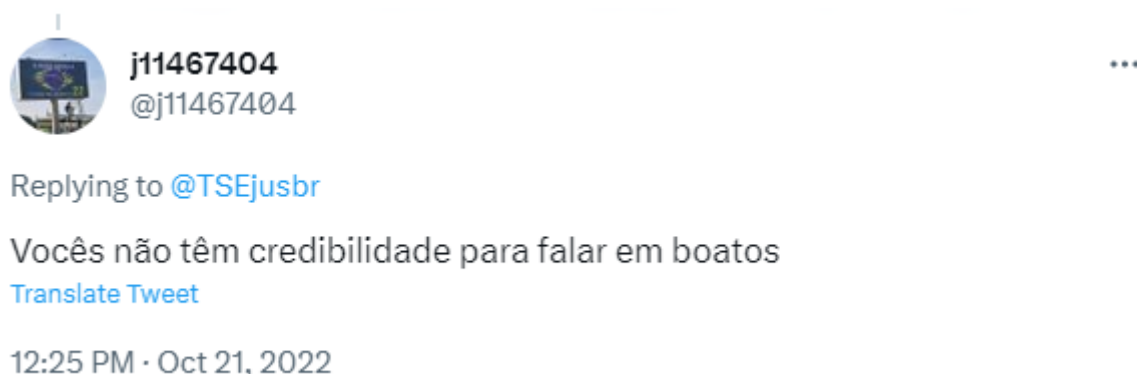 j11467404
@j11467404
Replying to @TSEjusbr
Vocês não têm credibilidade para falar em boatos
Translate Tweet
12:25 PM · Oct 21, 2022